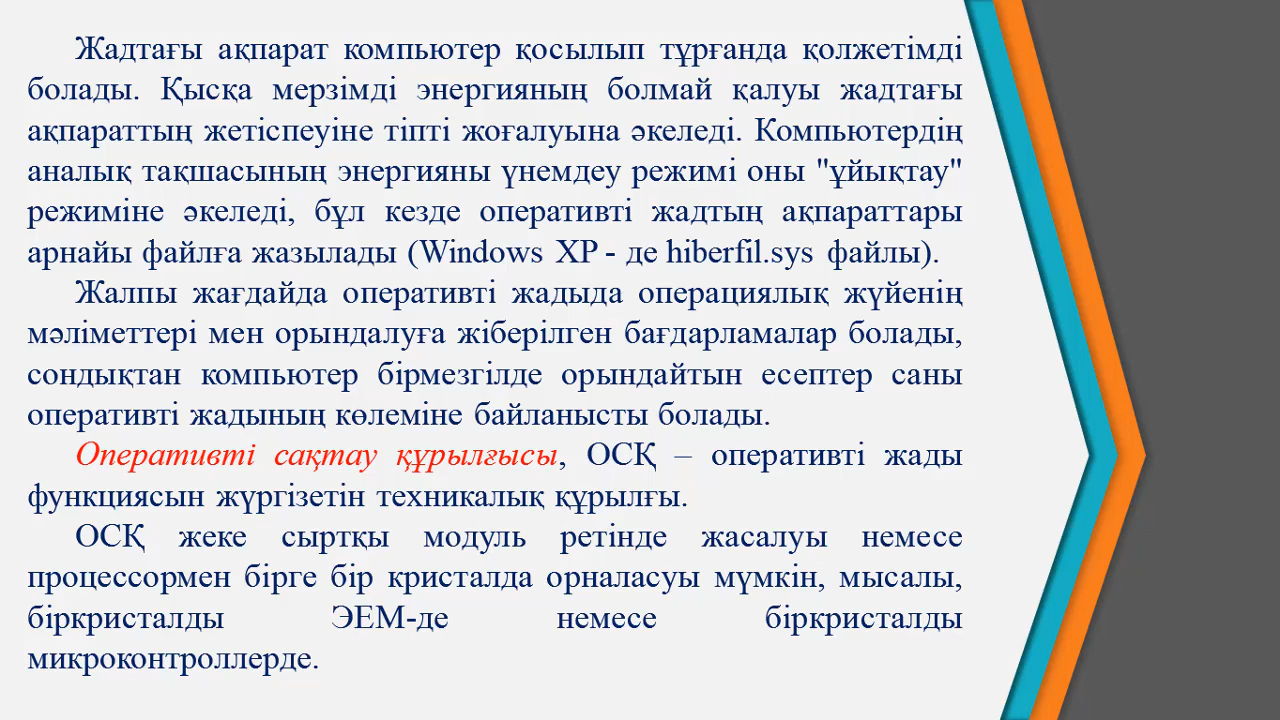 Жадтағы ақпарат компьютер қосылып тұрғанда қолжетімді
болады. Қысқа мерзімді энергияның болмай қалуы жадтағы
ақпараттың жетіспеуіне тіпті жоғалуына әкеледі. Компьютердің
аналық тақшасының энергияны үнемдеу режимі оны "ұйықтау"
режиміне әкеледі, бұл кезде оперативті жадтың ақпараттары
арнайы файлға жазылады (Windows XP - де hiberfil.sys файлы).
Жалпы жағдайда оперативті жадыда операциялық жүйенің
мәліметтері мен орындалуға жіберілген бағдарламалар болады,
сондықтан компьютер бірмезгілде орындайтын есептер саны
оперативті жадының көлеміне байланысты болады.
Оперативті сақтау құрылғысы, ОСҚ – оперативті жады
функциясын жүргізетін техникалық құрылғы.
ОСҚ жеке сыртқы модуль ретінде жасалуы немесе
процессормен бірге бір кристалда орналасуы мүмкін, мысалы,
біркристалды ЭЕМ-де немесе біркристалды
микроконтроллерде.